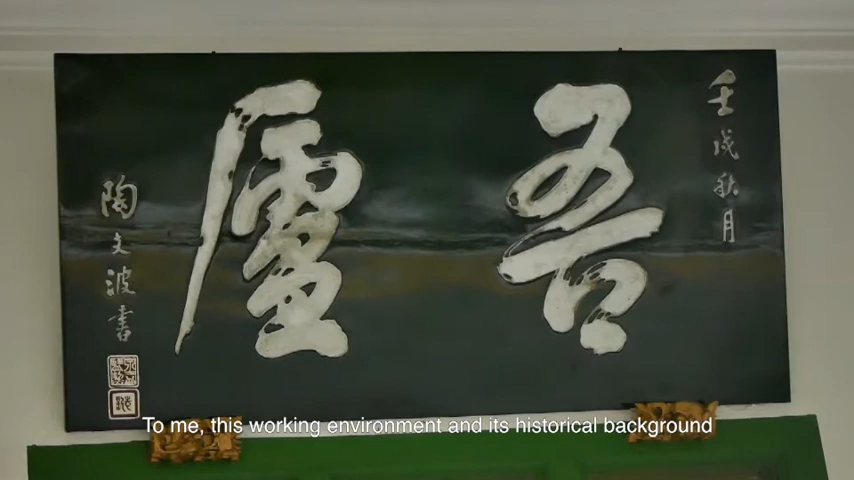 壬戌秋月
吾廬
陶文波書
To me, this working environment and its historical background